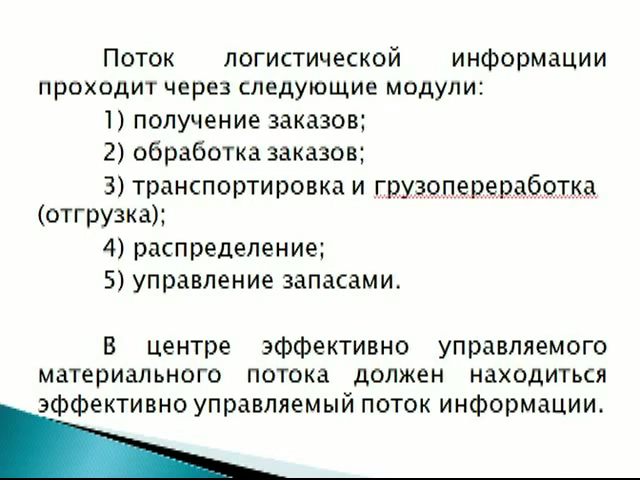 Поток логистической информации
проходит через следующие модули:
1) получение заказов;
2) обработка заказов;
3) транспортировка и грузопереработка
(отгрузка);
4) распределение;
5) управление запасами.
В центре эффективно управляемого
материального потока должен находиться
эффективно управляемый поток информации.